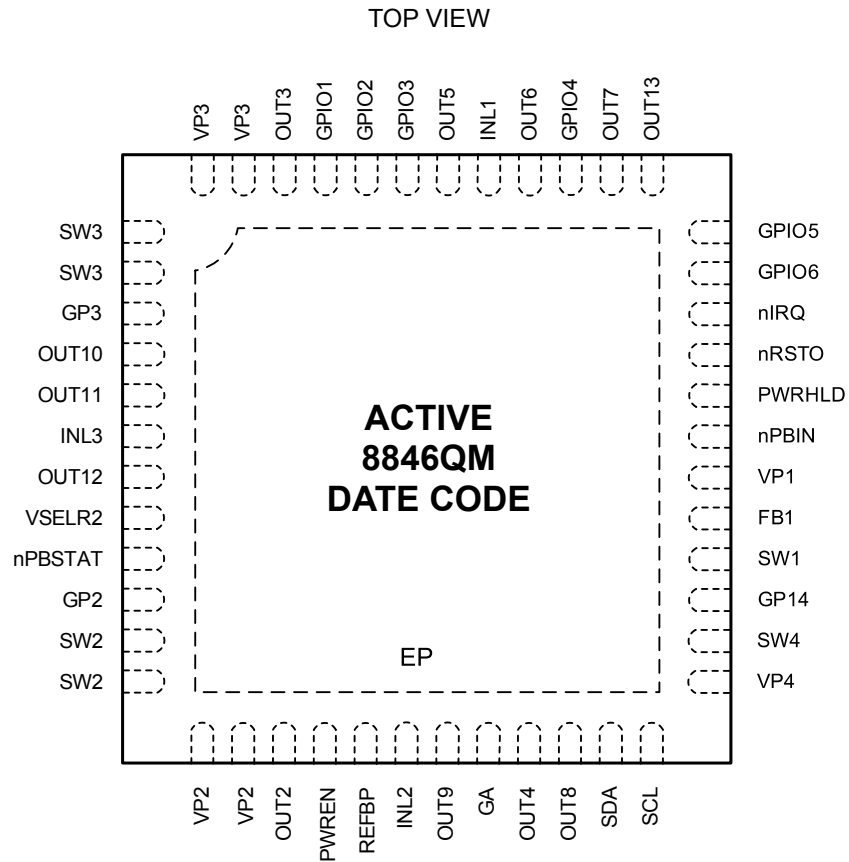 TOP VIEW
VP3
VP3
OUT3
GPIO1
GPIO2
GPIO3
OUT5
INL1
OUT6
GPIO4
OUT7
OUT13
SW3
SW3
GP3
OUT10
OUT11
INL3
OUT12
VSELR2
nPBSTAT
GP2
SW2
SW2
GPIO5
GPIO6
nIRQ
nRSTO
PWRHLD
nPBIN
VP1
FB1
SW1
GP14
SW4
VP4
ACTIVE
8846QM
DATE CODE
EP
VP2
VP2
OUT2
PWREN
REFBP
INL2
OUT9
GA
OUT4
OUT8
SDA
SCL